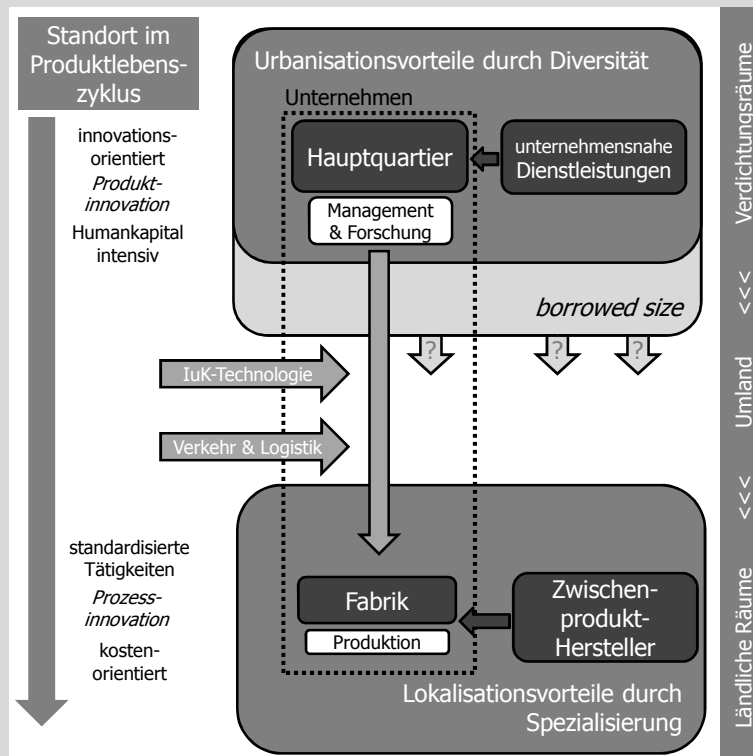 Standort im
Produktlebens-
zyklus
innovations-
orientiert
Produkt-
innovation
Humankapital
intensiv
standardisierte
Tätigkeiten
Prozess-
innovation
kosten-
orientiert
Urbanisationsvorteile durch Diversität
Unternehmen
Hauptquartier
unternehmensnahe
Dienstleistungen
Management
& Forschung
borrowed size
?
?
?
IuK-Technologie
Verkehr & Logistik
Fabrik
Produktion
Zwischen-
produkt-
Hersteller
Lokalisationsvorteile durch
Spezialisierung
Ländliche Räume <<< Umland <<< Verdichtungsräume